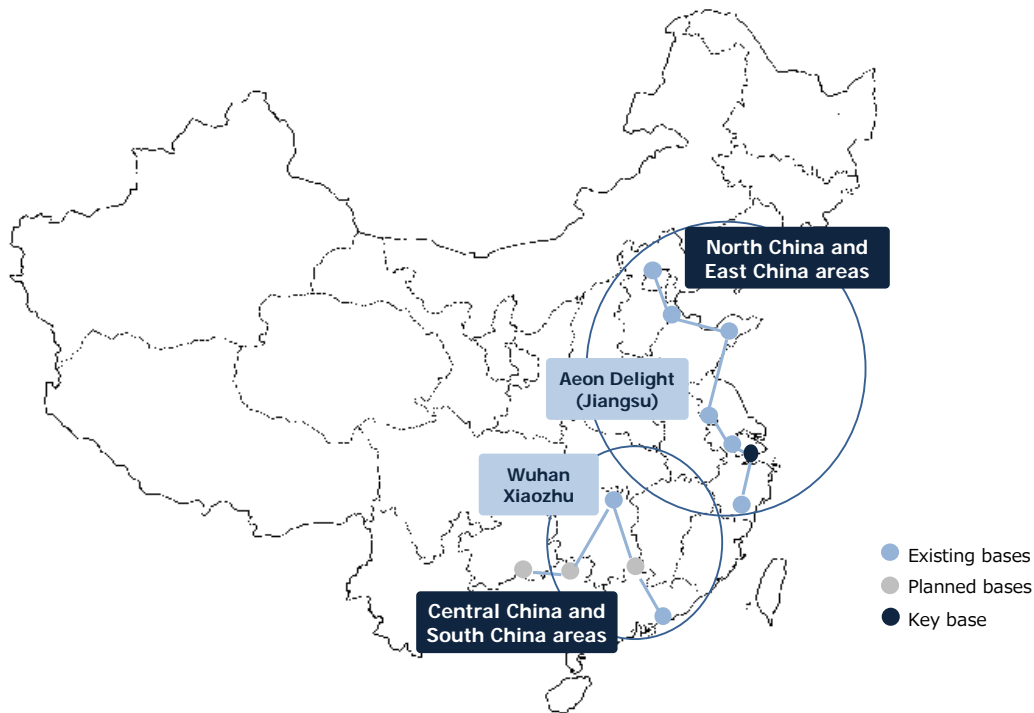 North China and
East China areas
Aeon Delight
(Jiangsu)
Wuhan
Xiaozhu
Central China and
South China areas
Existing bases
Planned bases
Key base